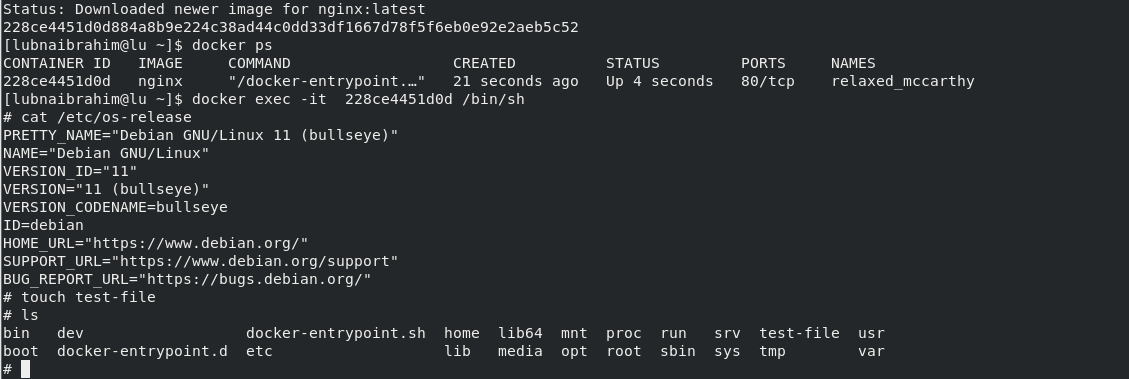 Status: Downloaded newer image for nginx:latest
228ce4451d0d884a8b9e224c38ad44c0dd33df1667d78f5f6eb0e92e2aeb5c52
[lubnaibrahim@lu ~]$ docker ps
CONTAINER ID   IMAGE     COMMAND                  CREATED          STATUS         PORTS     NAMES
228ce4451d0d   nginx     "/docker-entrypoint.…"   21 seconds ago   Up 4 seconds   80/tcp    relaxed_mccarthy
[lubnaibrahim@lu ~]$ docker exec -it  228ce4451d0d /bin/sh
# cat /etc/os-release
PRETTY_NAME="Debian GNU/Linux 11 (bullseye)"
NAME="Debian GNU/Linux"
VERSION_ID="11"
VERSION="11 (bullseye)"
VERSION_CODENAME=bullseye
ID=debian
HOME_URL="https://www.debian.org/"
SUPPORT_URL="https://www.debian.org/support"
BUG_REPORT_URL="https://bugs.debian.org/"
# touch test-file
# ls
bin   dev                  docker-entrypoint.sh  home  lib64  mnt  proc  run   srv  test-file  usr
boot  docker-entrypoint.d  etc                   lib   media  opt  root  sbin  sys  tmp        var
#